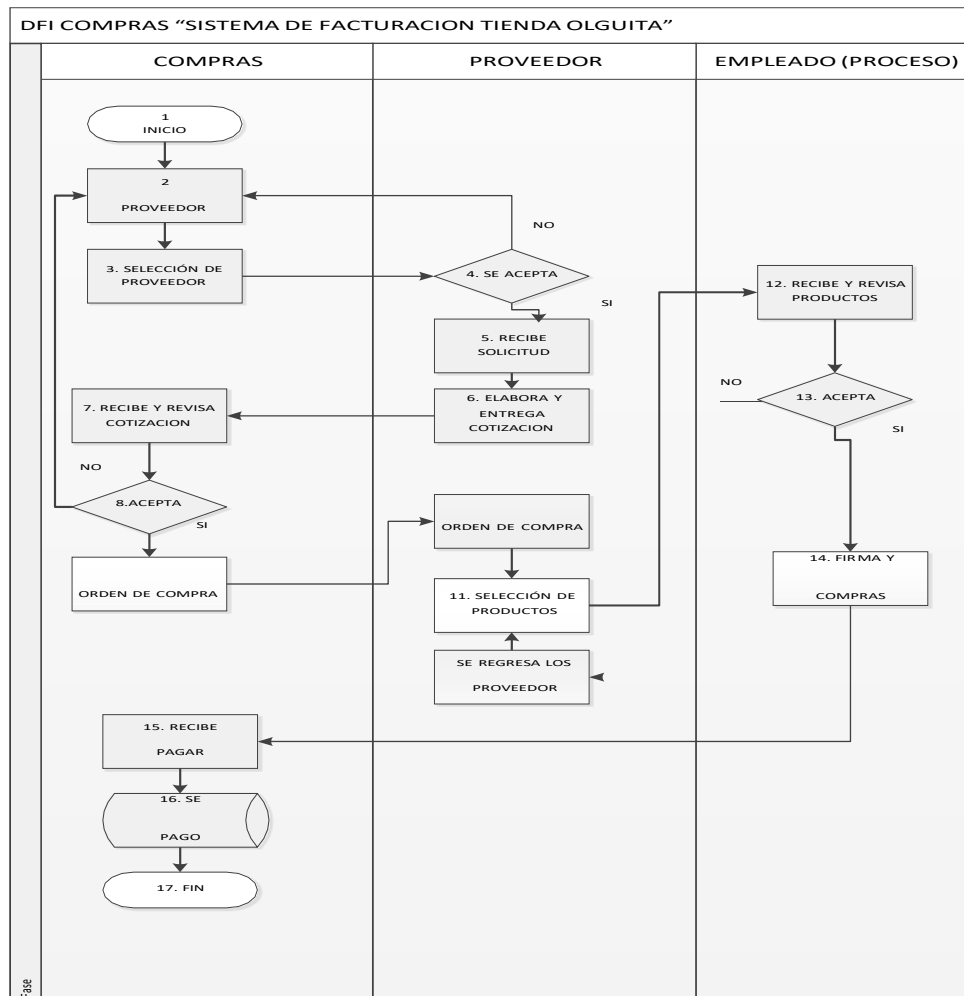 DFI COMPRAS “SISTEMA DE FACTURACION TIENDA OLGUITA”
COMPRAS
PROVEEDOR
EMPLEADO (PROCESO)
1
INICIO
2
PROVEEDOR
NO
3. SELECCIÓN DE
PROVEEDOR
4. SE ACEPTA
SI
5. RECIBE
SOLICITUD
6. ELABORA Y
ENTREGA
COTIZACION
7. RECIBE Y REVISA
COTIZACION
NO
8.ACEPTA
SI
ORDEN DE COMPRA
ORDEN DE COMPRA
11. SELECCIÓN DE
PRODUCTOS
SE REGRESA LOS
PROVEEDOR
12. RECIBE Y REVISA
PRODUCTOS
NO
13. ACEPTA
SI
14. FIRMA Y
COMPRAS
15. RECIBE
PAGAR
16. SE
PAGO
17. FIN
Fase